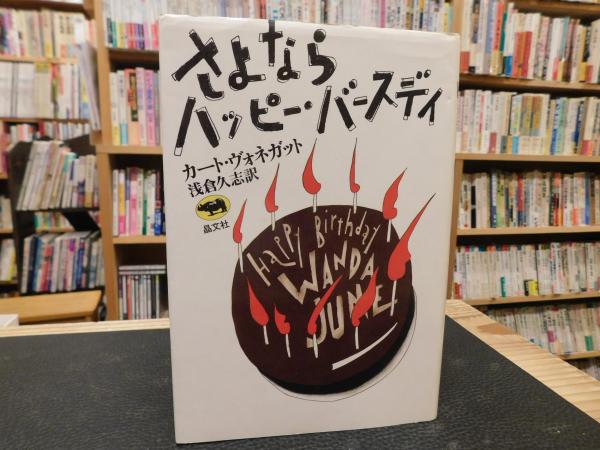 さよなら
ハッピー・バースディ
カート・ヴォネガット
浅倉久志訳
晶文社
Happy Birthday
WANDA
JUNE